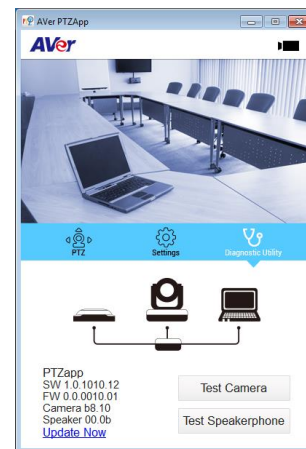 AVer PTZApp
AVer
PTZ
Settings
Diagnostic Utility
PTZapp
SW 1.0.1010.12
FW 0.0.0010.01
Camera b8.10
Speaker 00.0b
Update Now
Test Camera
Test Speakerphone